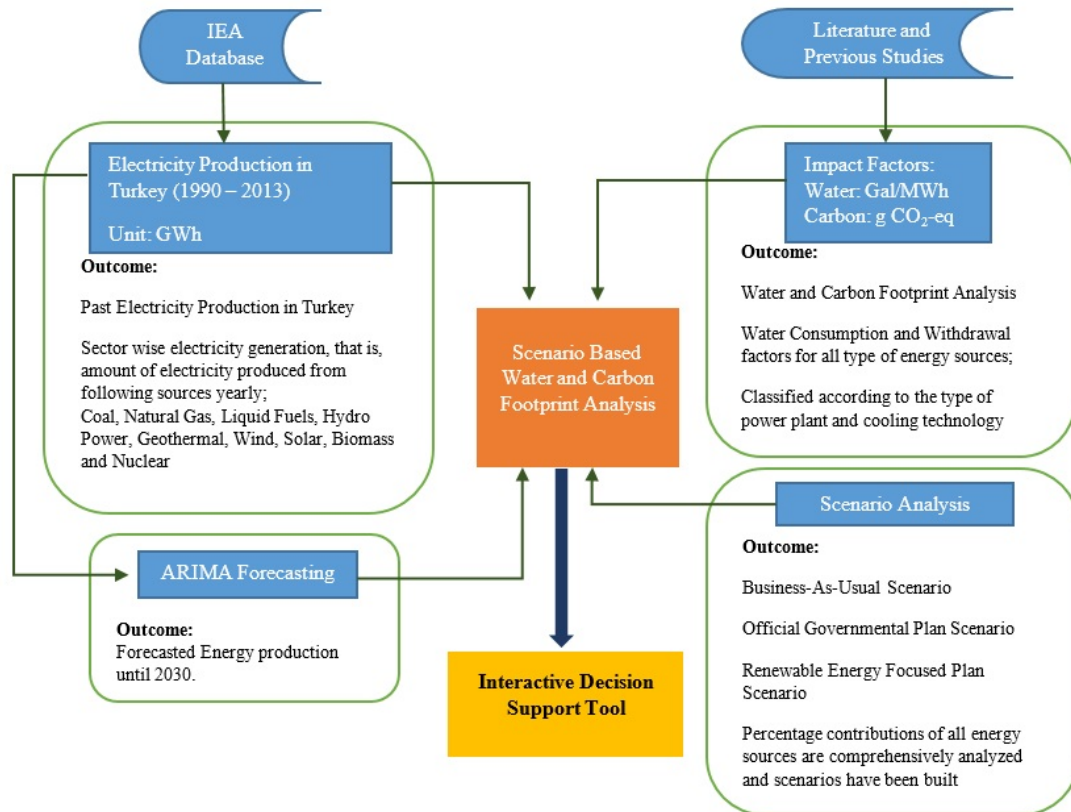 IEA
Database
Literature and
Previous Studies
Electricity Production in
Turkey (1990 – 2013)
Unit: GWh
Outcome:
Past Electricity Production in Turkey
Sector wise electricity generation, that is,
amount of electricity produced from
following sources yearly;
Coal, Natural Gas, Liquid Fuels, Hydro
Power, Geothermal, Wind, Solar, Biomass
and Nuclear
Impact Factors:
Water: Gal/MWh
Carbon: g CO₂-eq
Outcome:
Water and Carbon Footprint Analysis
Water Consumption and Withdrawal
factors for all type of energy sources;
Classified according to the type of
power plant and cooling technology
Scenario Based
Water and Carbon
Footprint Analysis
ARIMA Forecasting
Outcome:
Forecasted Energy production
until 2030.
Scenario Analysis
Outcome:
Business-As-Usual Scenario
Official Governmental Plan Scenario
Renewable Energy Focused Plan
Scenario
Percentage contributions of all energy
sources are comprehensively analyzed
and scenarios have been built
Interactive Decision
Support Tool